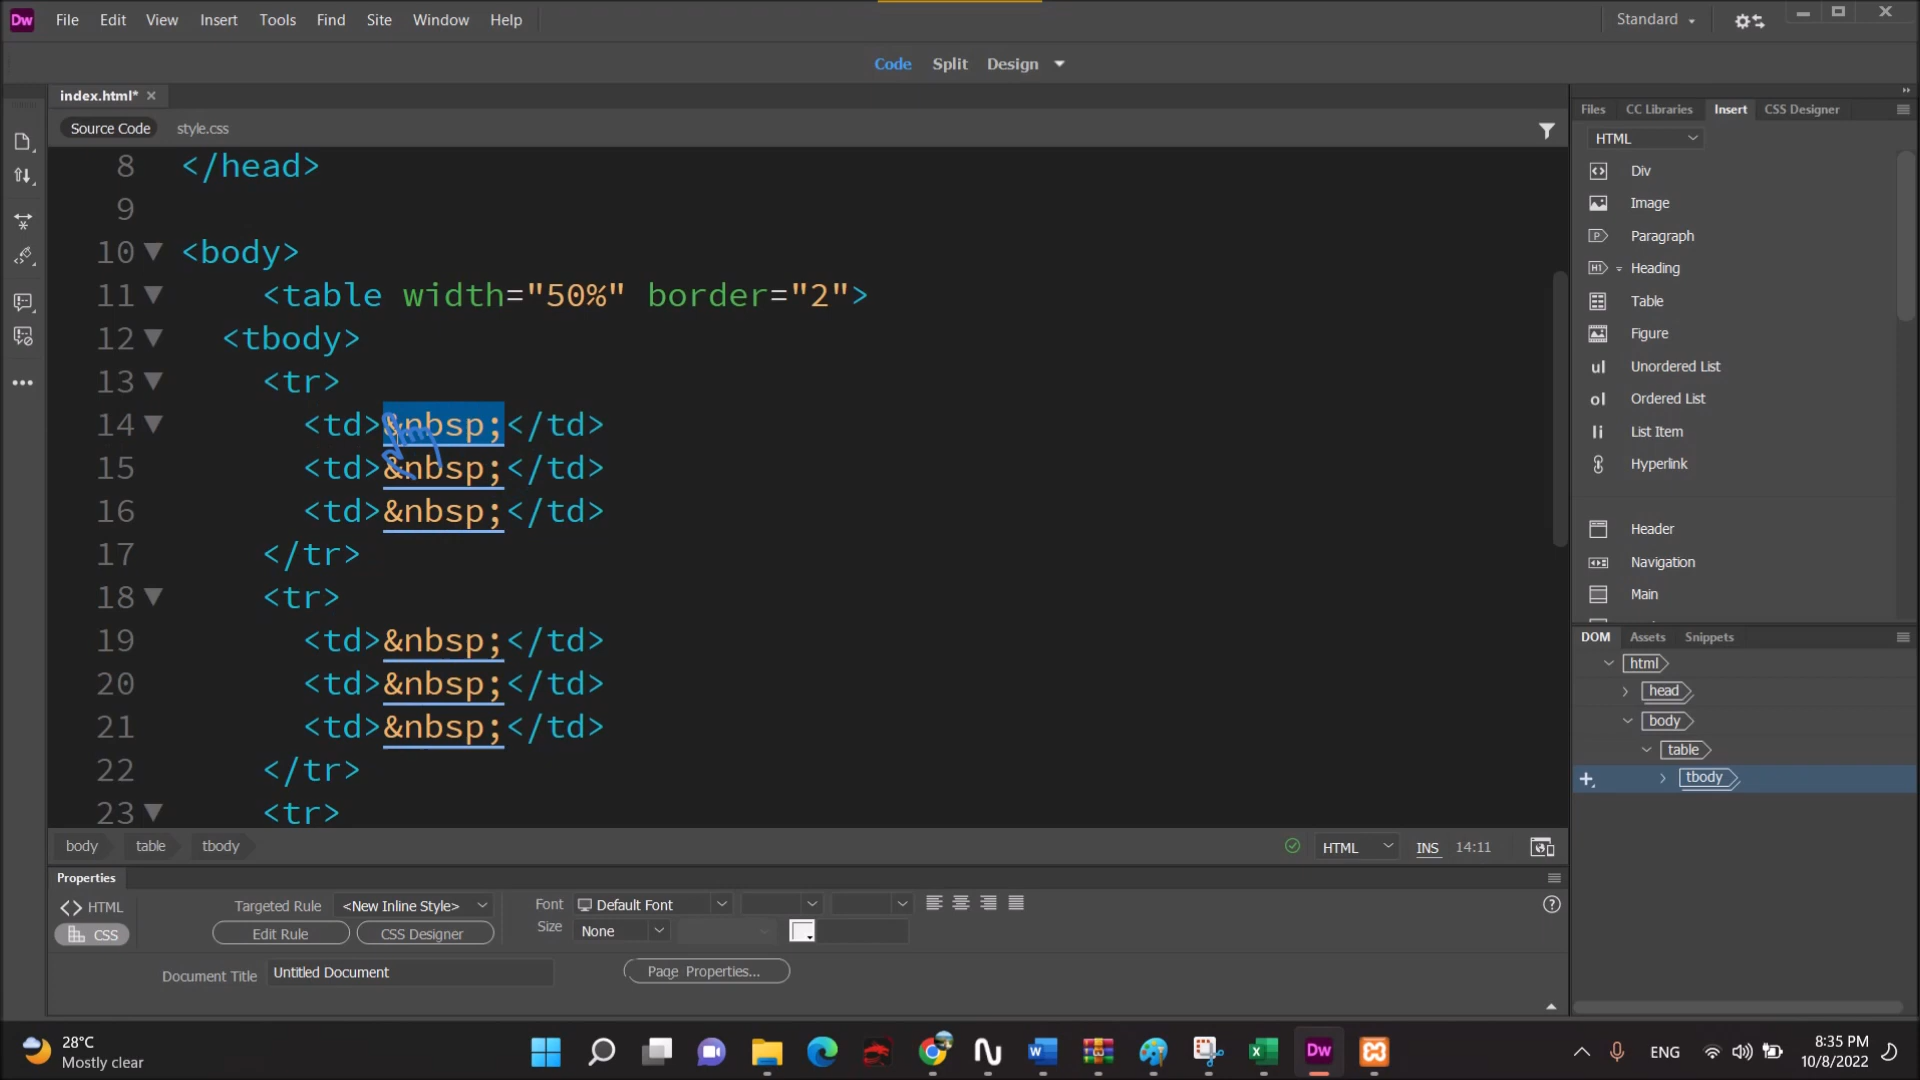 Dw File Edit View Insert Tools Find Site Window Help Standard
Code Split Design
index.html*
Source Code style.css
Files CC Libraries Insert CSS Designer
HTML
Div
Image
Paragraph
Heading
Table
Figure
ul Unordered List
ol Ordered List
li List Item
Hyperlink
Header
Navigation
Main
8 </head>
9
10 <body>
11 <table width="50%" border="2">
12 <tbody>
13 <tr>
14 <td>&nbsp;</td>
15 <td>&nbsp;</td>
16 <td>&nbsp;</td>
17 </tr>
18 <tr>
19 <td>&nbsp;</td>
20 <td>&nbsp;</td>
21 <td>&nbsp;</td>
22 </tr>
23 <tr>
DOM Assets Snippets
html
head
body
table
tbody
body table tbody HTML INS 14:11
Properties
HTML Targeted Rule <New Inline Style> Font Default Font
CSS Edit Rule CSS Designer Size None
Document Title Untitled Document Page Properties...
28°C
Mostly clear
ENG
8:35 PM
10/8/2022